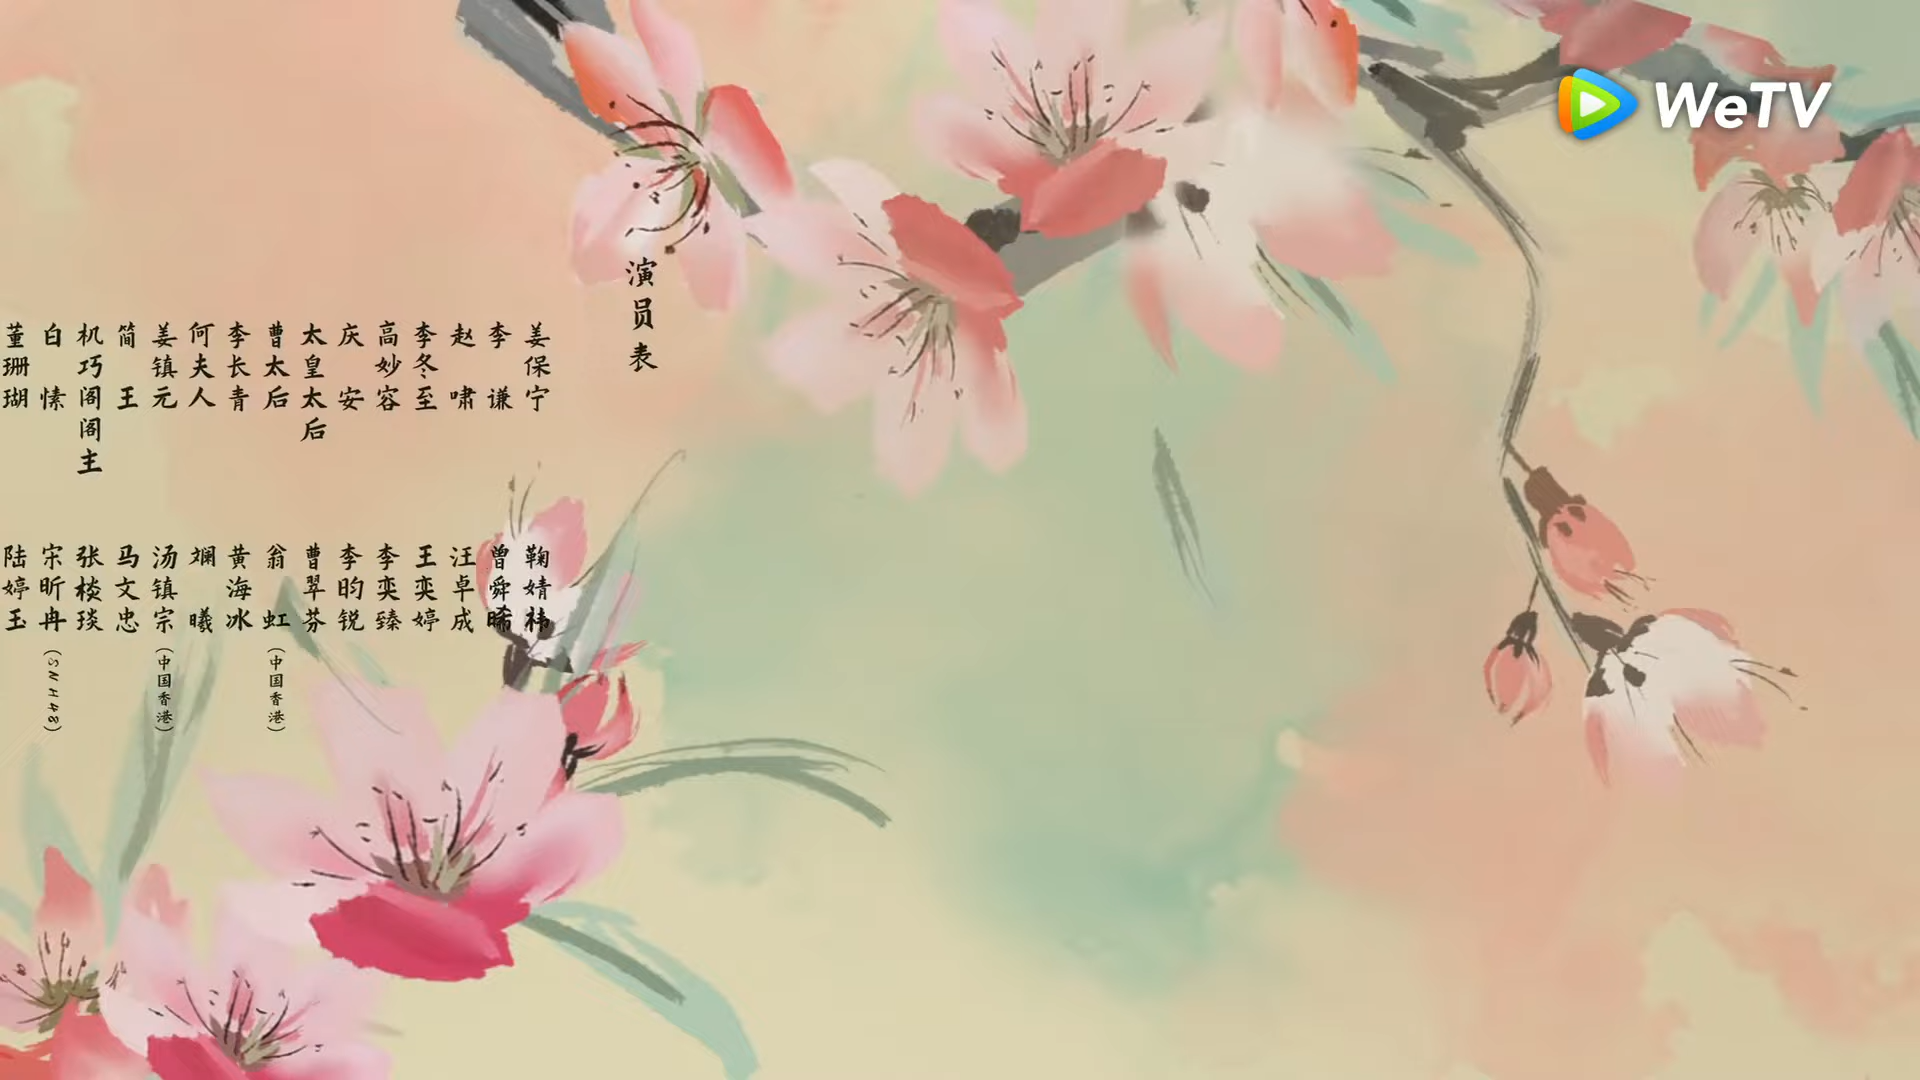 WeTV
演员表
姜保宁 鞠婧祎
李谦 曾舜晞
赵啸 汪卓成
李冬至 王奕婷
高妙容 李奕臻
庆安 李昀锐
太皇太后 曹翠芬
曹太后 翁虹(中国香港)
李长青 黄海冰
何夫人 斓曦
姜镇元 汤镇宗(中国香港)
简王 马文忠
机巧阁阁主 张棪琰
白愫 宋昕冉(SNH48)
董珊瑚 陆婷玉